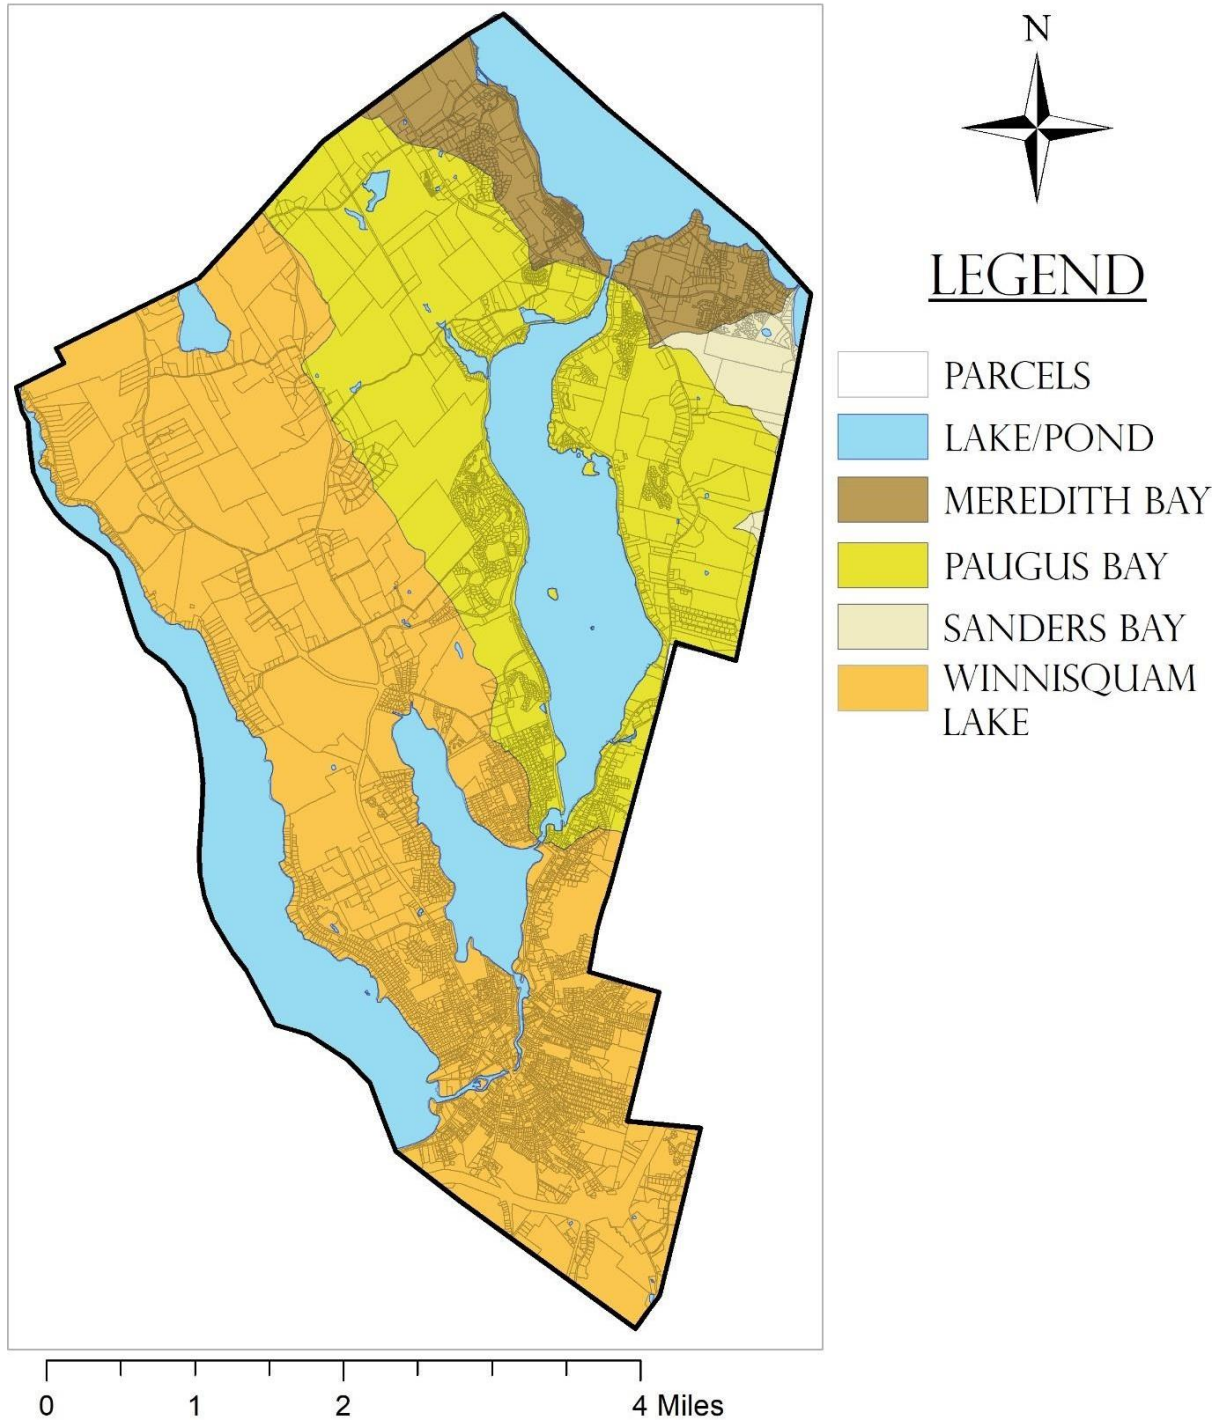 N
LEGEND
PARCELS
LAKE/POND
MEREDITH BAY
PAUGUS BAY
SANDERS BAY
WINNISQUAM
LAKE
0 1 2 4 Miles